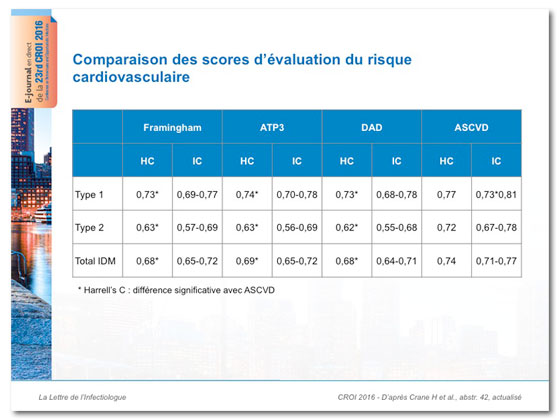 E-journal en direct
de la 23rd CROI 2016
Comparaison des scores d’évaluation du risque
cardiovasculaire
Framingham ATP3 DAD ASCVD
HC IC HC IC HC IC HC IC
Type 1 0,73* 0,69-0,77 0,74* 0,70-0,78 0,73* 0,68-0,78 0,77 0,73*0,81
Type 2 0,63* 0,57-0,69 0,63* 0,56-0,69 0,62* 0,55-0,68 0,72 0,67-0,78
Total IDM 0,68* 0,65-0,72 0,69* 0,65-0,72 0,68* 0,64-0,71 0,74 0,71-0,77
* Harrell’s C : différence significative avec ASCVD
La Lettre de l’Infectiologue
CROI 2016 - D’après Crane H et al., abstr. 42, actualisé